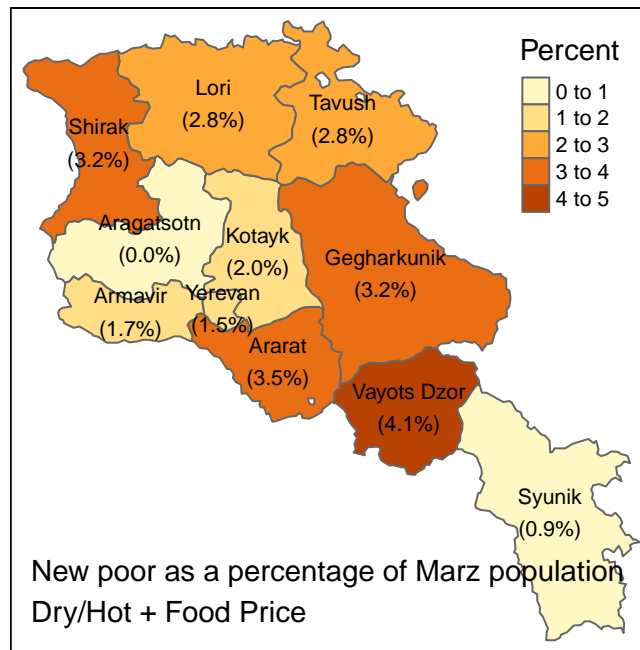 Percent
0 to 1
1 to 2
2 to 3
3 to 4
4 to 5
Lori
(2.8%)
Tavush
(2.8%)
Shirak
(3.2%)
Aragatsotn
(0.0%)
Kotayk
(2.0%)
Gegharkunik
(3.2%)
Armavir
(1.7%)
Yerevan
(1.5%)
Ararat
(3.5%)
Vayots Dzor
(4.1%)
Syunik
(0.9%)
New poor as a percentage of Marz population
Dry/Hot + Food Price